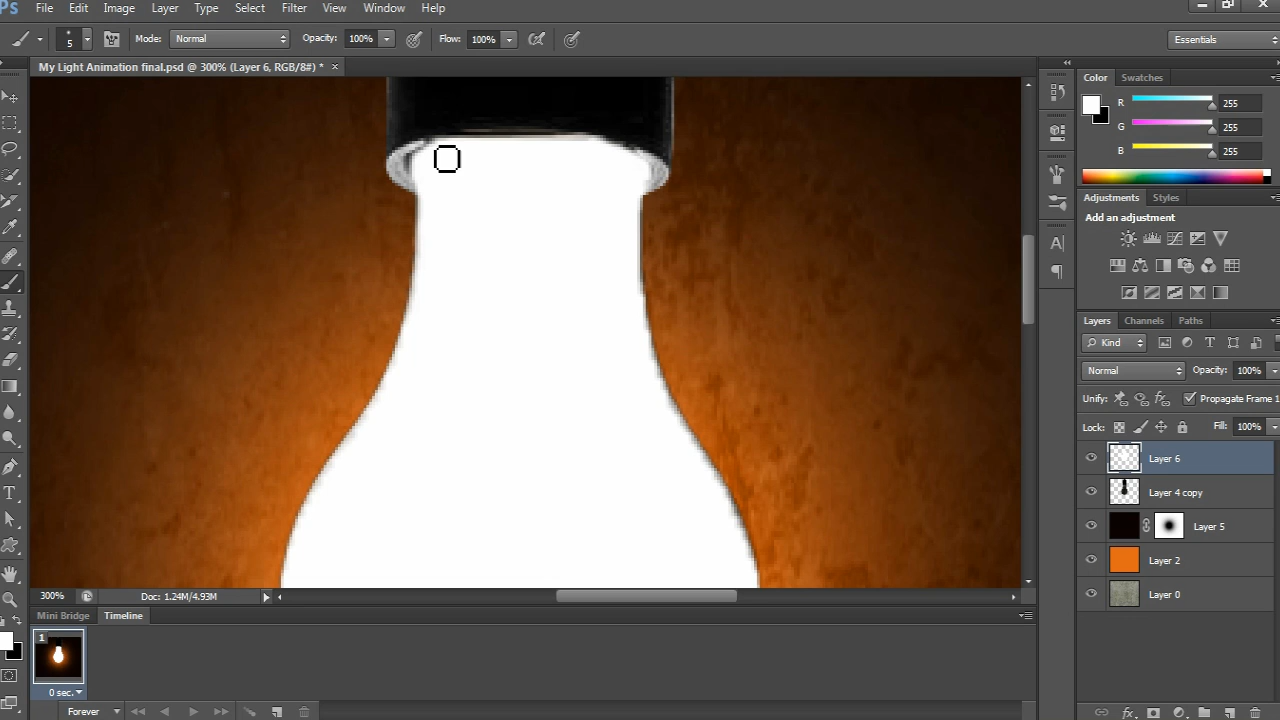 Ps File Edit Image Layer Type Select Filter View Window Help
5 Mode: Normal Opacity: 100% Flow: 100% Essentials
My Light Animation final.psd @ 300% (Layer 6, RGB/8#) * ×
Color Swatches
R 255
G 255
B 255
Adjustments Styles
Add an adjustment
Layers Channels Paths
Kind
Normal Opacity: 100%
Unify: Propagate Frame 1
Lock: Fill: 100%
Layer 6
Layer 4 copy
Layer 5
Layer 2
Layer 0
300% Doc: 1.24M/4.93M
Mini Bridge Timeline
1
0 sec.
Forever